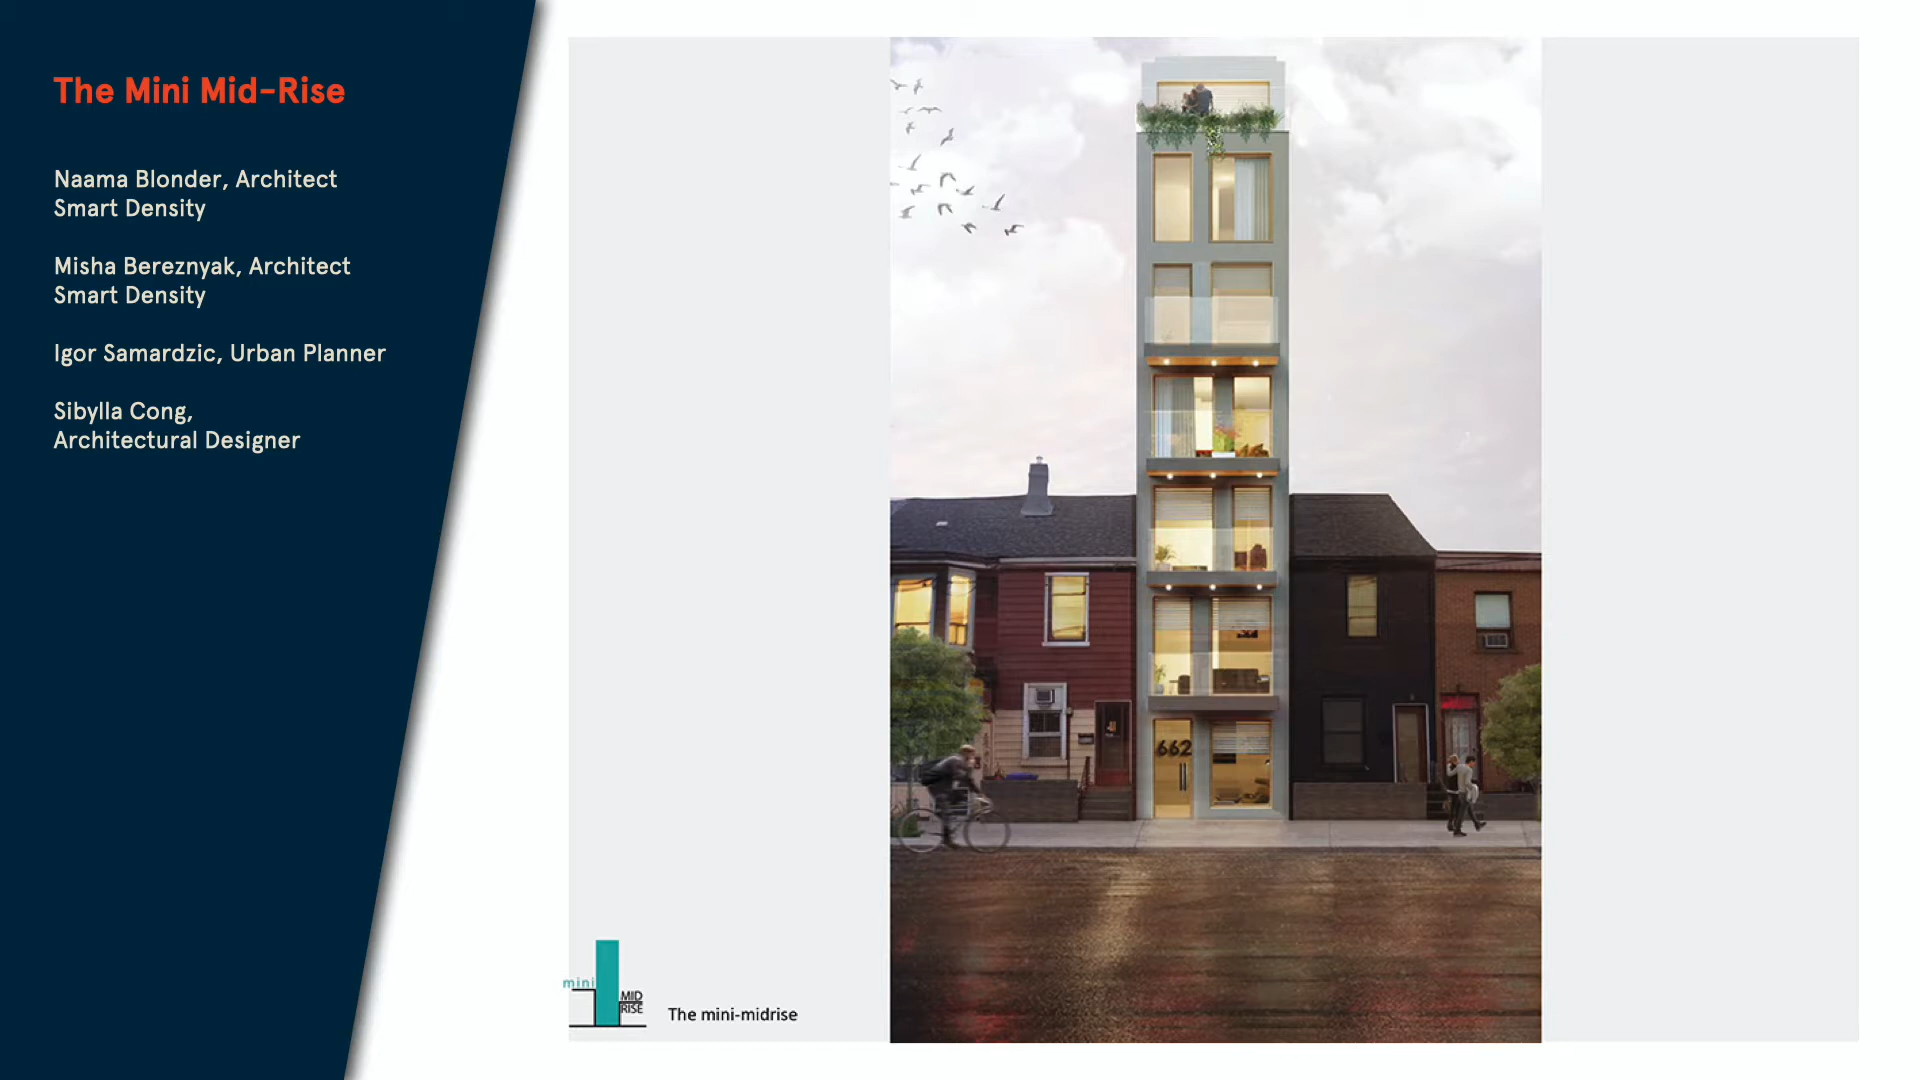 The Mini Mid-Rise
Naama Blonder, Architect
Smart Density
Misha Bereznyak, Architect
Smart Density
Igor Samardzic, Urban Planner
Sibylla Cong,
Architectural Designer
662
mini
MID
RISE
The mini-midrise